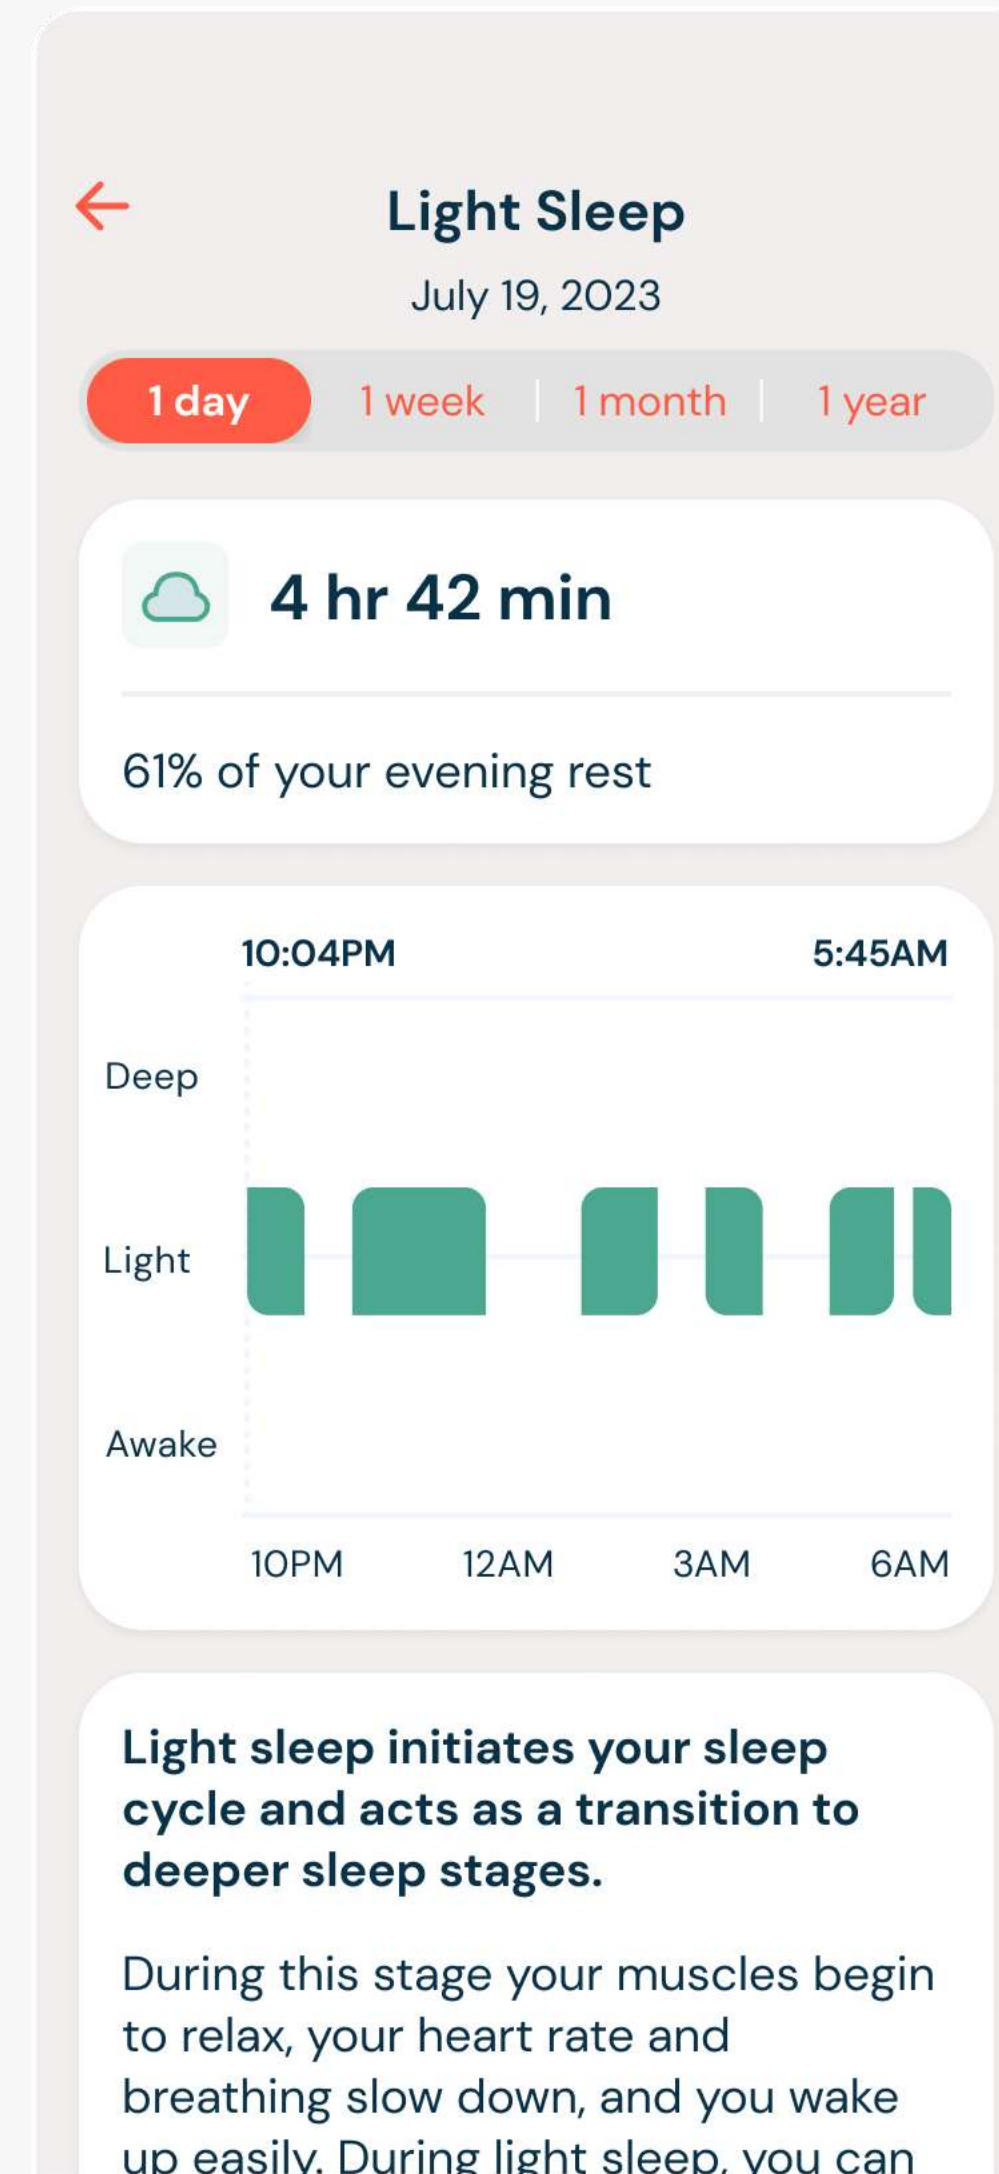 Light Sleep
July 19, 2023
1 day 1 week 1 month 1 year
4 hr 42 min
61% of your evening rest
10:04PM 5:45AM
Deep
Light
Awake
10PM 12AM 3AM 6AM
Light sleep initiates your sleep
cycle and acts as a transition to
deeper sleep stages.
During this stage your muscles begin
to relax, your heart rate and
breathing slow down, and you wake
up easily. During light sleep, you can